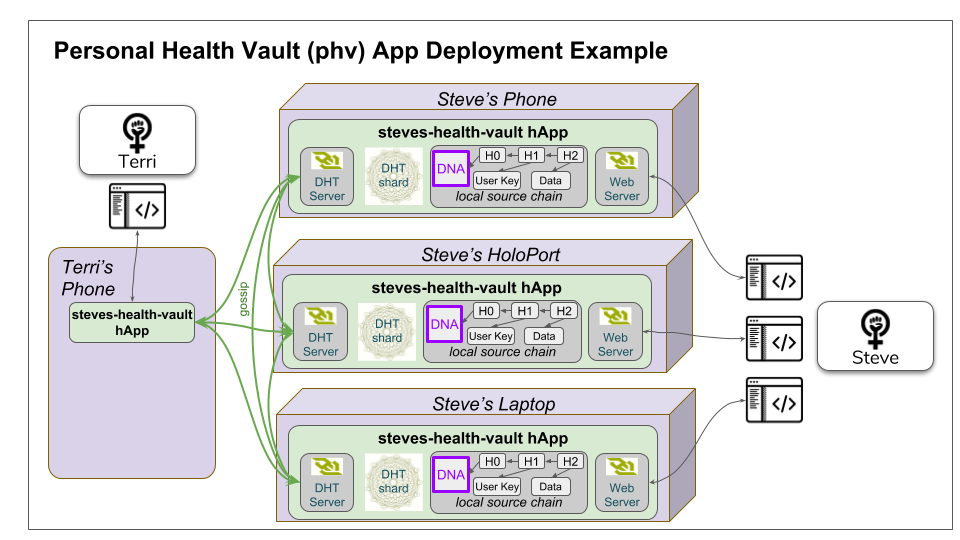 Personal Health Vault (phv) App Deployment Example
Terri
</>
Terri's
Phone
steves-health-vault
hApp
gossip
Steve's Phone
steves-health-vault hApp
DHT
Server
DHT
shard
DNA
H0
H1
H2
User Key
Data
local source chain
Web
Server
Steve's HoloPort
steves-health-vault hApp
DHT
Server
DHT
shard
DNA
H0
H1
H2
User Key
Data
local source chain
Web
Server
Steve's Laptop
steves-health-vault hApp
DHT
Server
DHT
shard
DNA
H0
H1
H2
User Key
Data
local source chain
Web
Server
</>
</>
</>
Steve